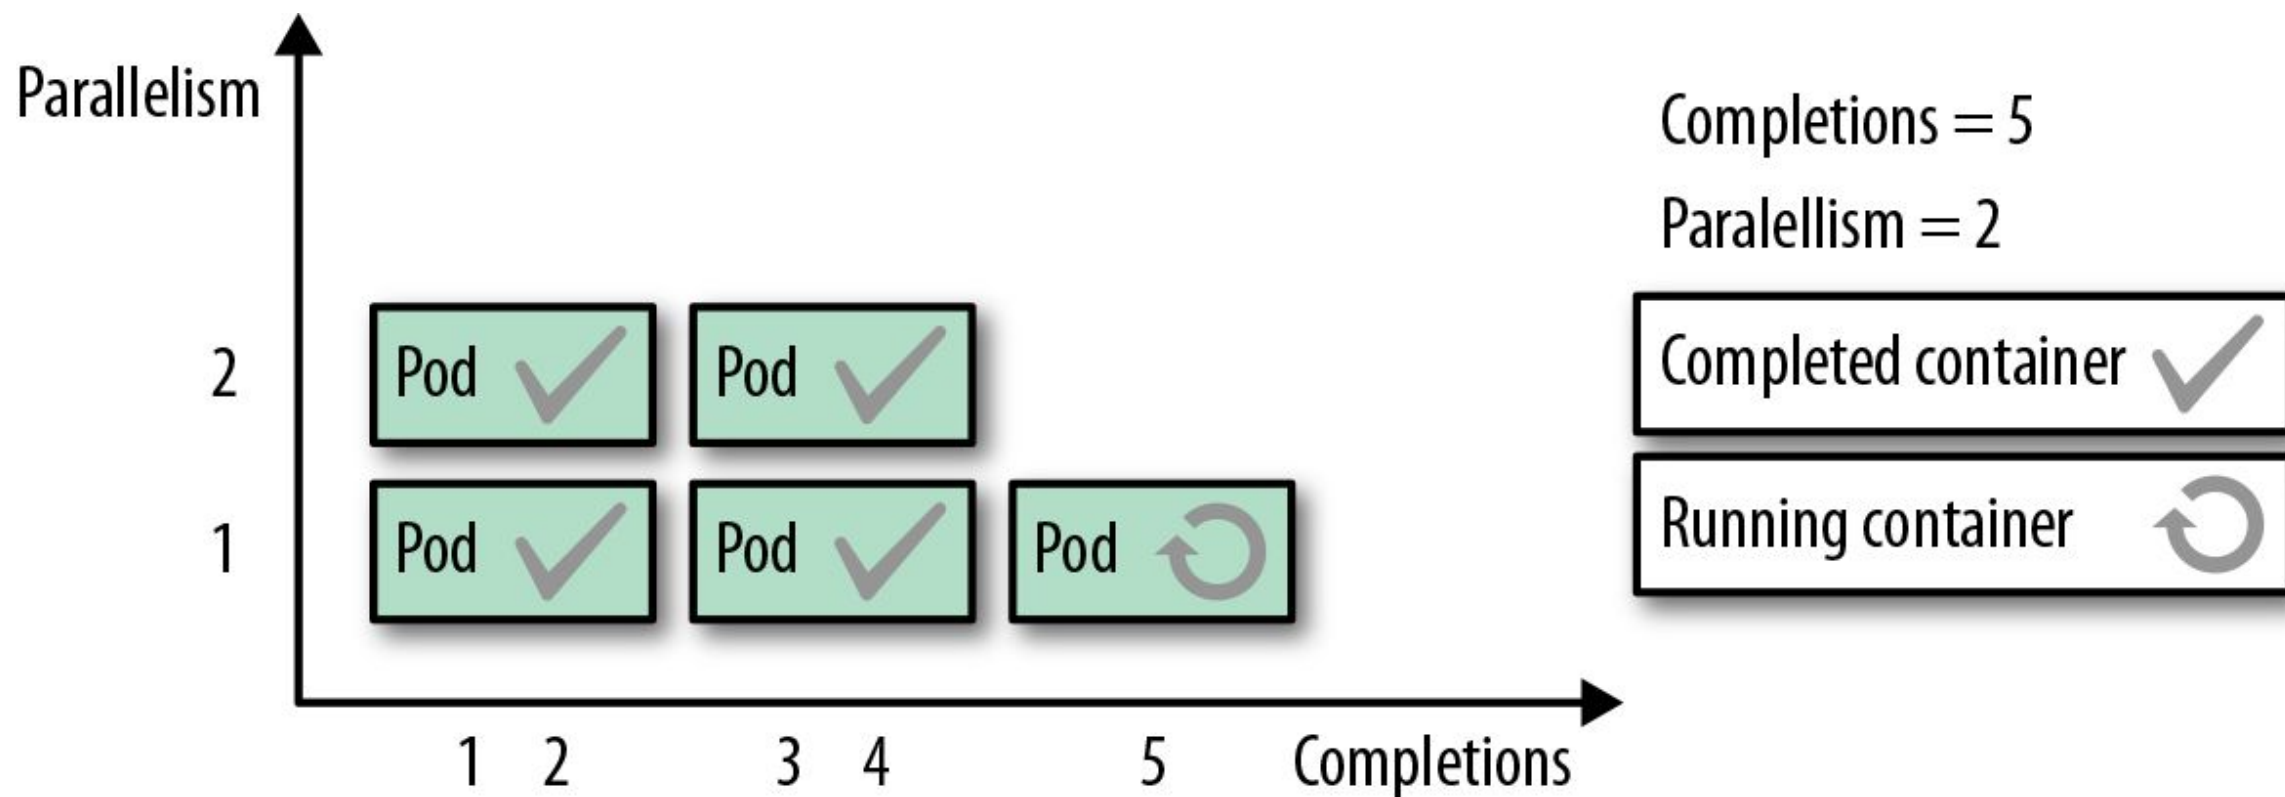 Parallelism
Completions = 5
Paralellism = 2
2 Pod Pod
Completed container
1 Pod Pod Pod
Running container
1 2 3 4 5 Completions